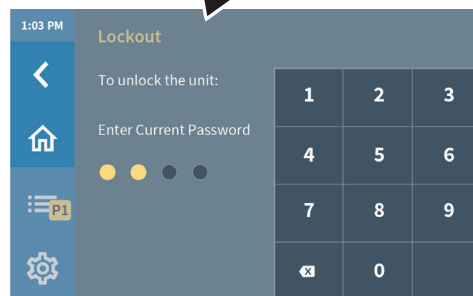 1:03 PM
Lockout
To unlock the unit:
Enter Current Password
P1
1 2 3
4 5 6
7 8 9
0